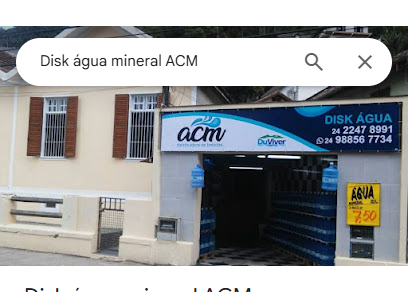 Disk água mineral ACM
acm
DuViver
DISK ÁGUA
24 2247 8991
24 98856 7734
ÁGUA
7,50